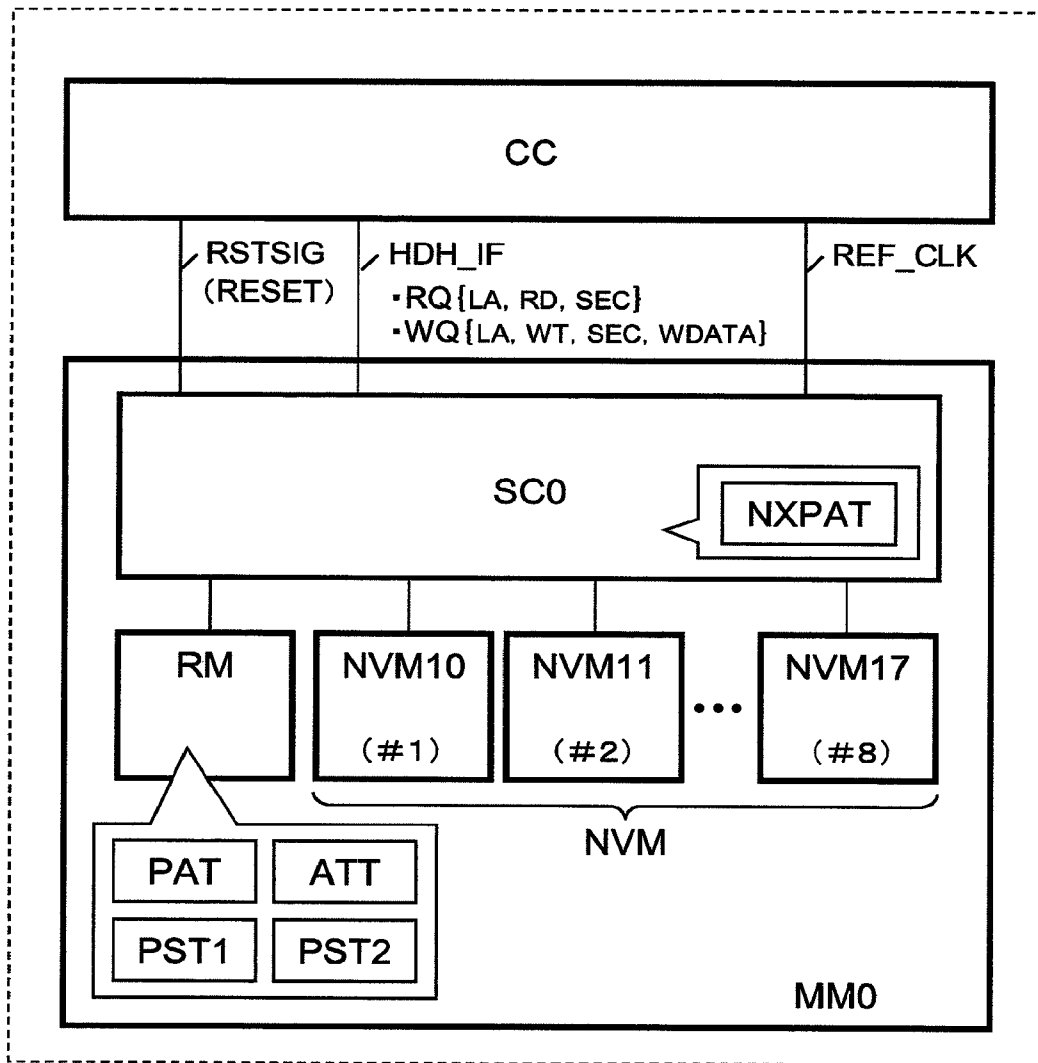 CC
RSTSIG
(RESET)
HDH_IF
▪RQ{LA, RD, SEC}
▪WQ{LA, WT, SEC, WDATA}
REF_CLK
SC0
NXPAT
RM
NVM10
(#1)
NVM11
(#2)
•••
NVM17
(#8)
NVM
PAT
ATT
PST1
PST2
MM0